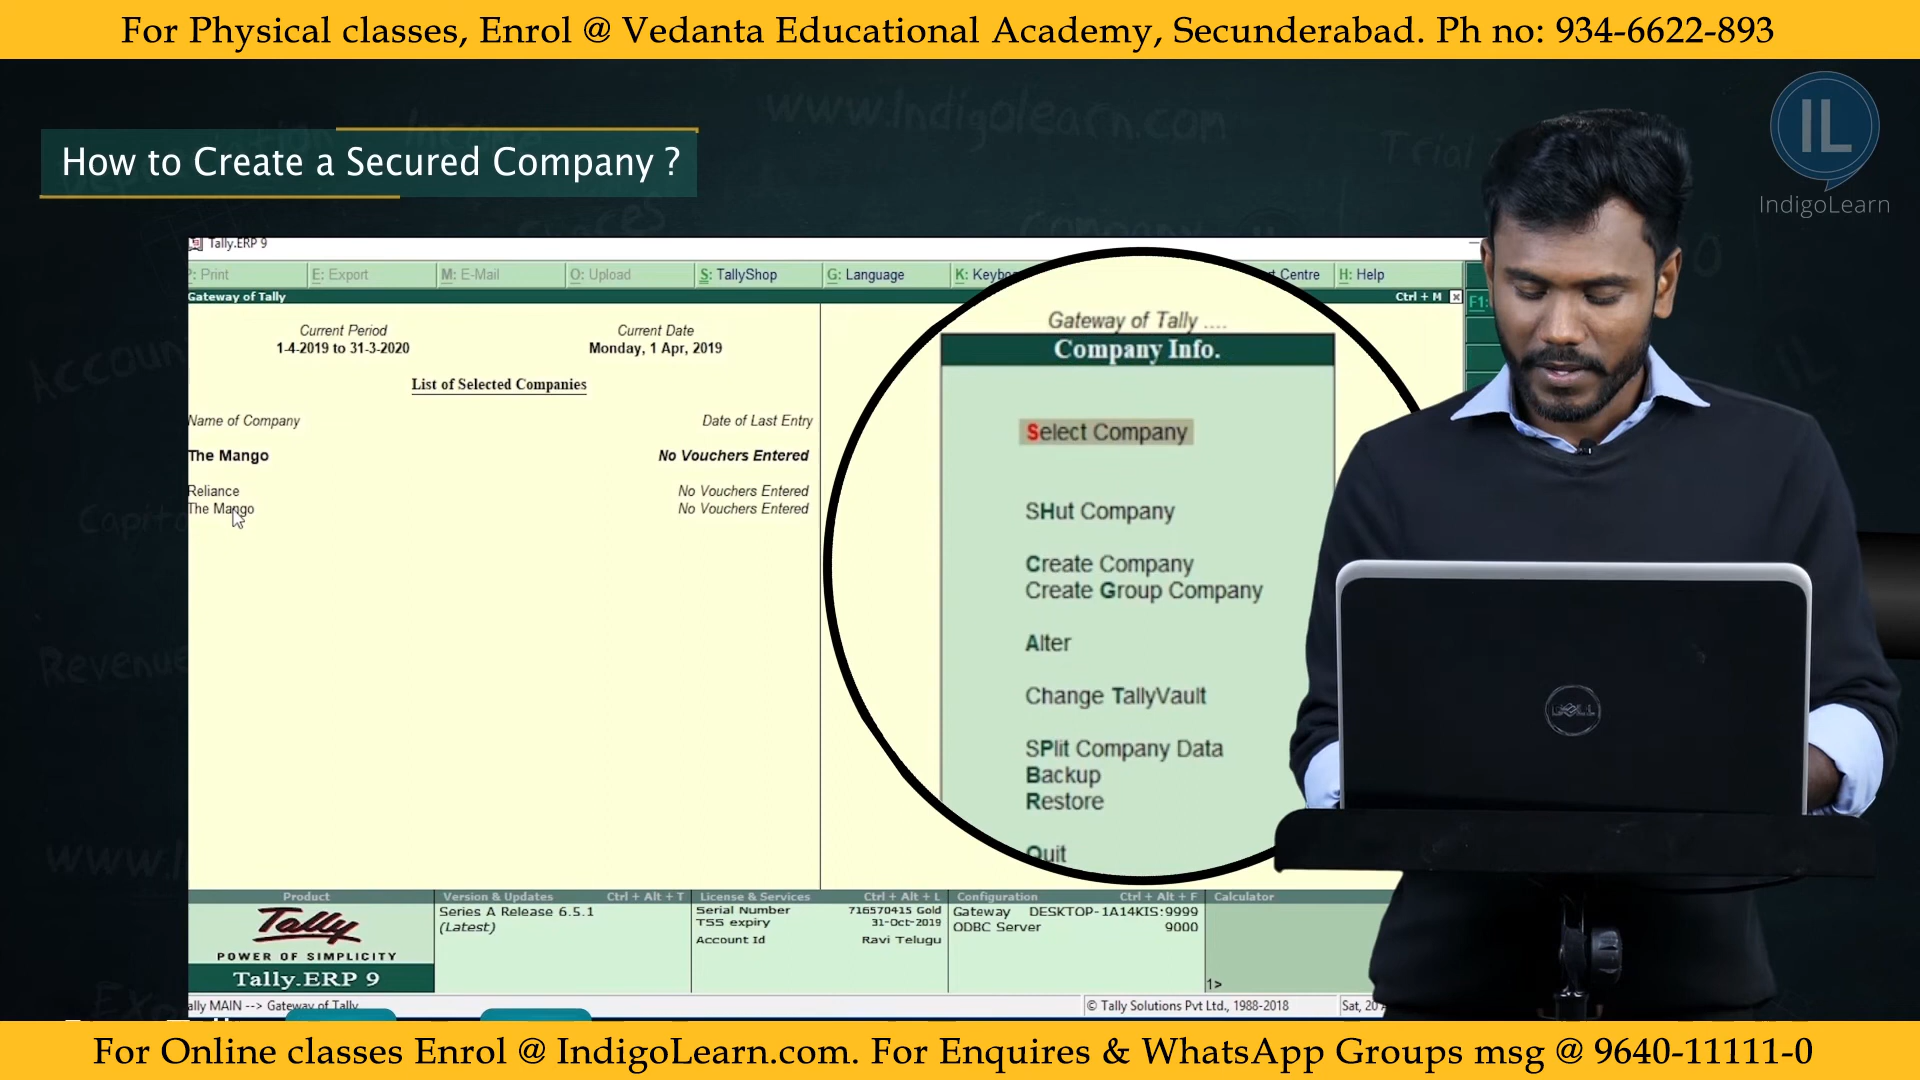 For Physical classes, Enrol @ Vedanta Educational Academy, Secunderabad. Ph no: 934-6622-893
www.Indigolearn.com
IL
IndigoLearn
How to Create a Secured Company ?
Tally.ERP 9
P: Print E: Export M: E-Mail O: Upload S: TallyShop G: Language Centre H: Help
Gateway of Tally Ctrl + M
Current Period Current Date
1-4-2019 to 31-3-2020 Monday, 1 Apr, 2019
List of Selected Companies
Name of Company Date of Last Entry
The Mango No Vouchers Entered
Reliance No Vouchers Entered
The Mango No Vouchers Entered
Gateway of Tally ....
Company Info.
Select Company
SHut Company
Create Company
Create Group Company
Alter
Change TallyVault
SPlit Company Data
Backup
Restore
Quit
Product Version & Updates Ctrl + Alt + T License & Services Ctrl + Alt + L Configuration Ctrl + Alt + F Calculator
Tally
POWER OF SIMPLICITY
Tally.ERP 9
Series A Release 6.5.1
(Latest)
Serial Number 716570415 Gold
TSS expiry 31-Oct-2019
Account Id Ravi Telugu
Gateway DESKTOP-1A14KIS:9999
ODBC Server 9000
1>
Tally MAIN --> Gateway of Tally © Tally Solutions Pvt Ltd., 1988-2018 Sat, 20
DELL
For Online classes Enrol @ IndigoLearn.com. For Enquires & WhatsApp Groups msg @ 9640-11111-0